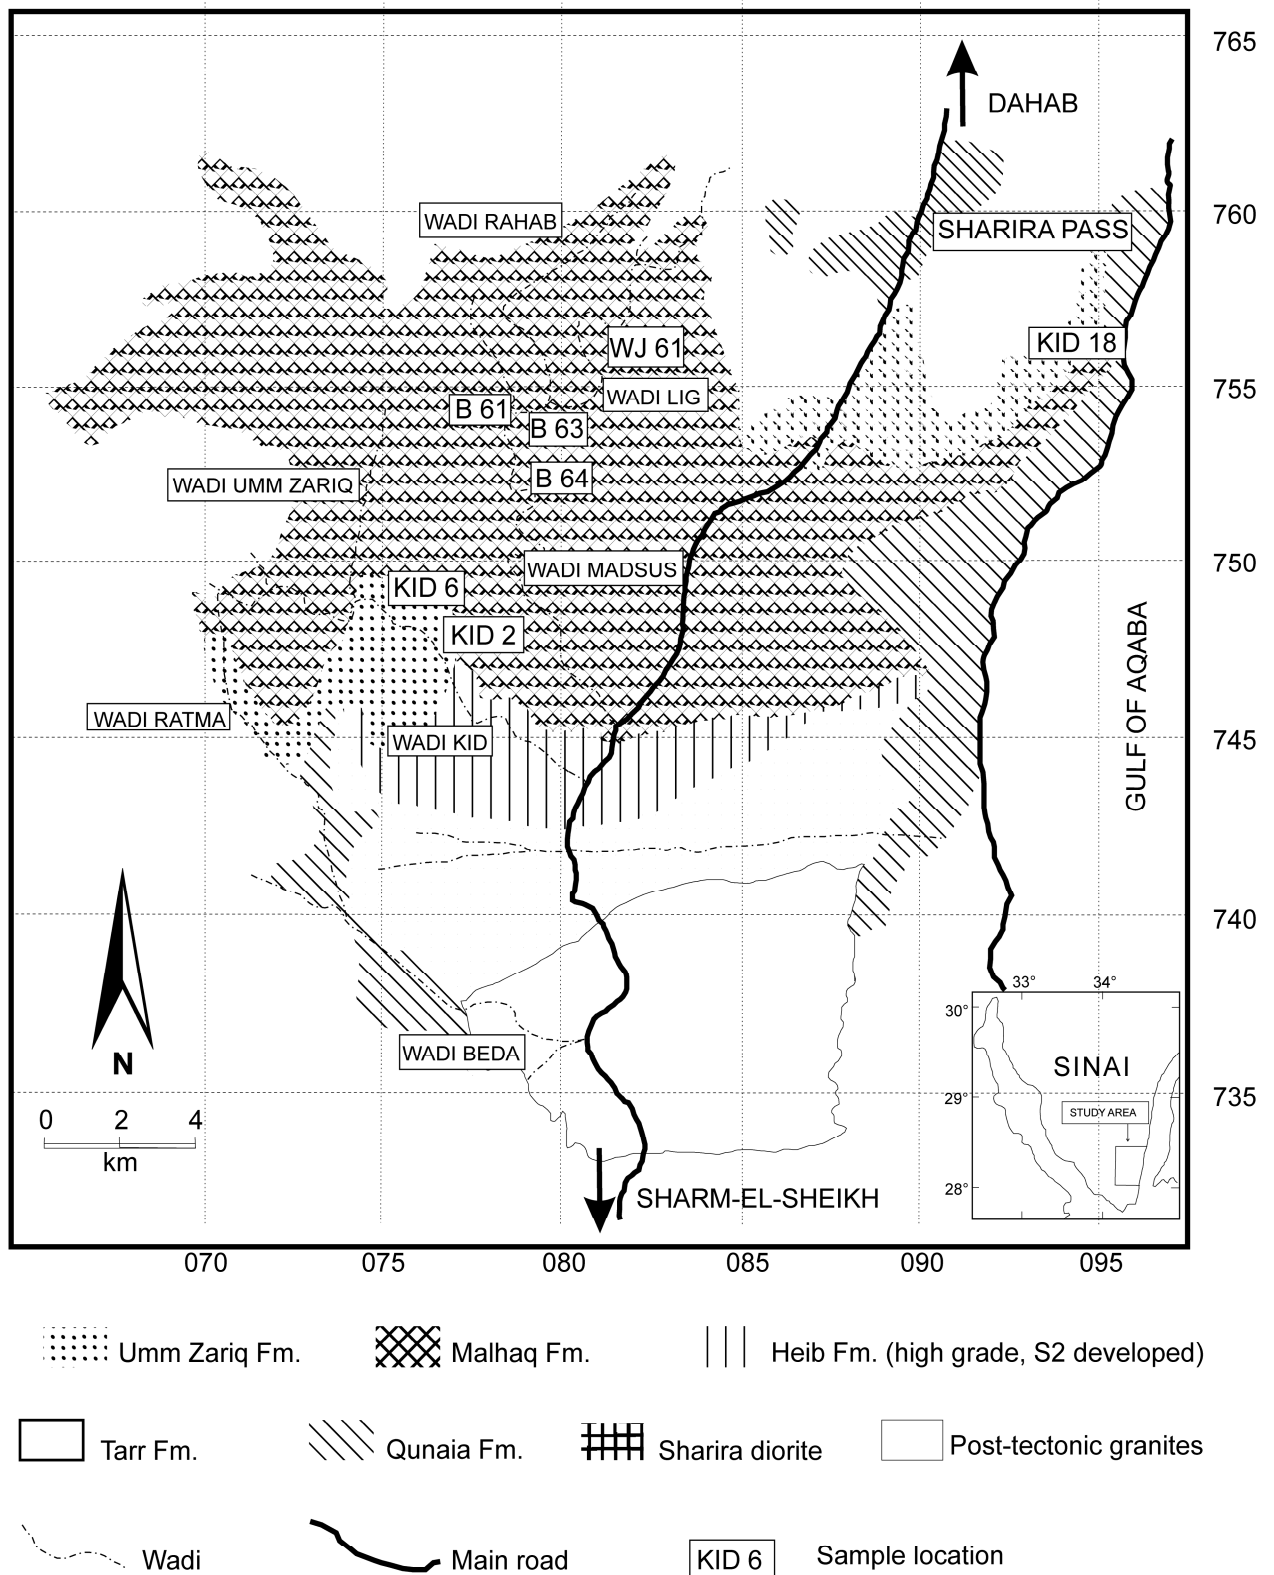 765
DAHAB
WADI RAHAB
760
SHARIRA PASS
WJ 61
KID 18
755
WADI LIG
B 61
B 63
WADI UMM ZARIQ
B 64
750
WADI MADSUS
KID 6
KID 2
GULF OF AQABA
WADI RATMA
WADI KID
745
740
33° 34°
30°
WADI BEDA
SINAI
N
735
29°
STUDY AREA
0 2 4
km
28°
SHARM-EL-SHEIKH
070 075 080 085 090 095
Umm Zariq Fm. Malhaq Fm. Heib Fm. (high grade, S2 developed)
Tarr Fm. Qunaia Fm. Sharira diorite Post-tectonic granites
Wadi Main road KID 6 Sample location